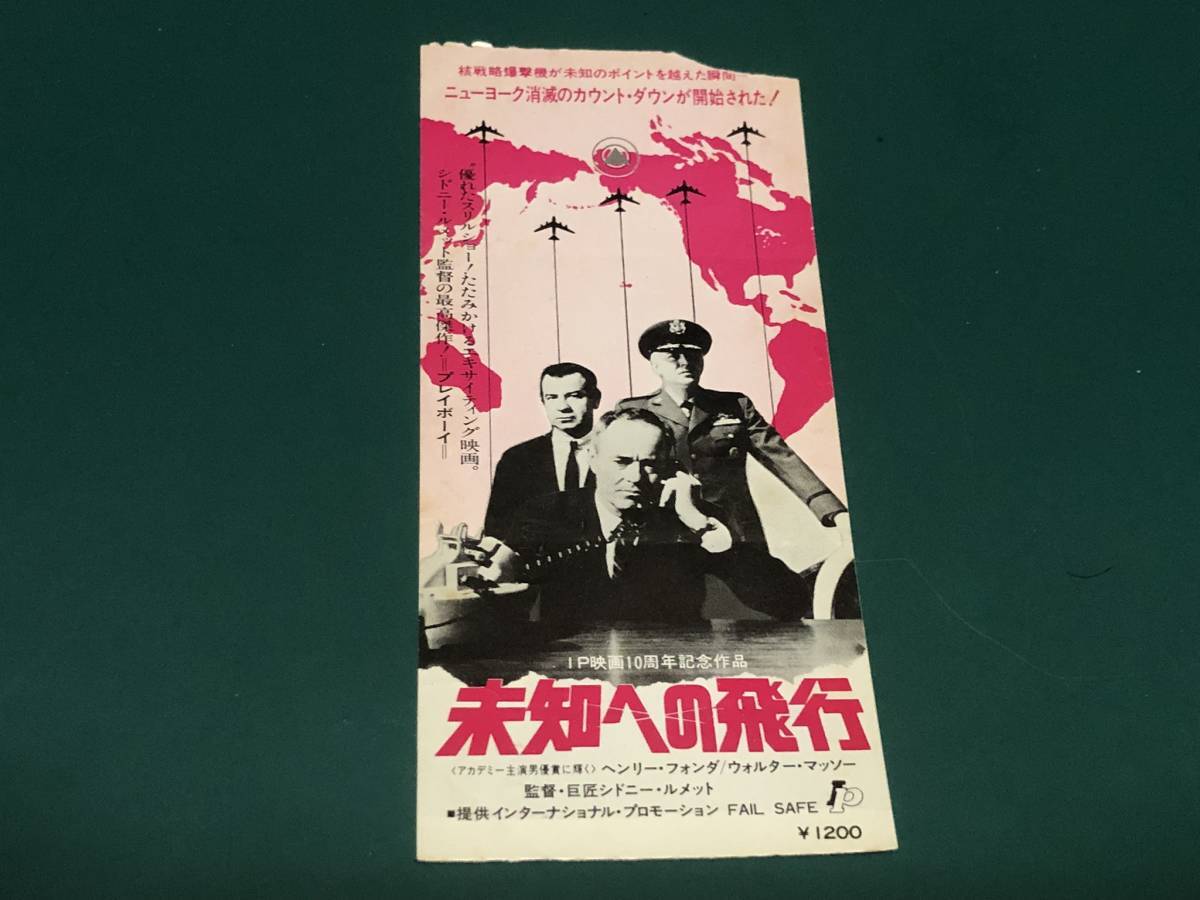 核戦略爆撃機が未知のポイントを越えた瞬間
ニューヨーク消滅のカウント・ダウンが開始された!
"優れたスリルショー!たたみかけるエキサイティング映画。
シドニー・ルメット監督の最高傑作!=プレイボーイ=
IP映画10周年記念作品
未知への飛行
〈アカデミー主演男優賞に輝く〉ヘンリー・フォンダ/ウォルター・マッソー
監督・巨匠シドニー・ルメット
■提供インターナショナル・プロモーション FAIL SAFE IP
¥1200